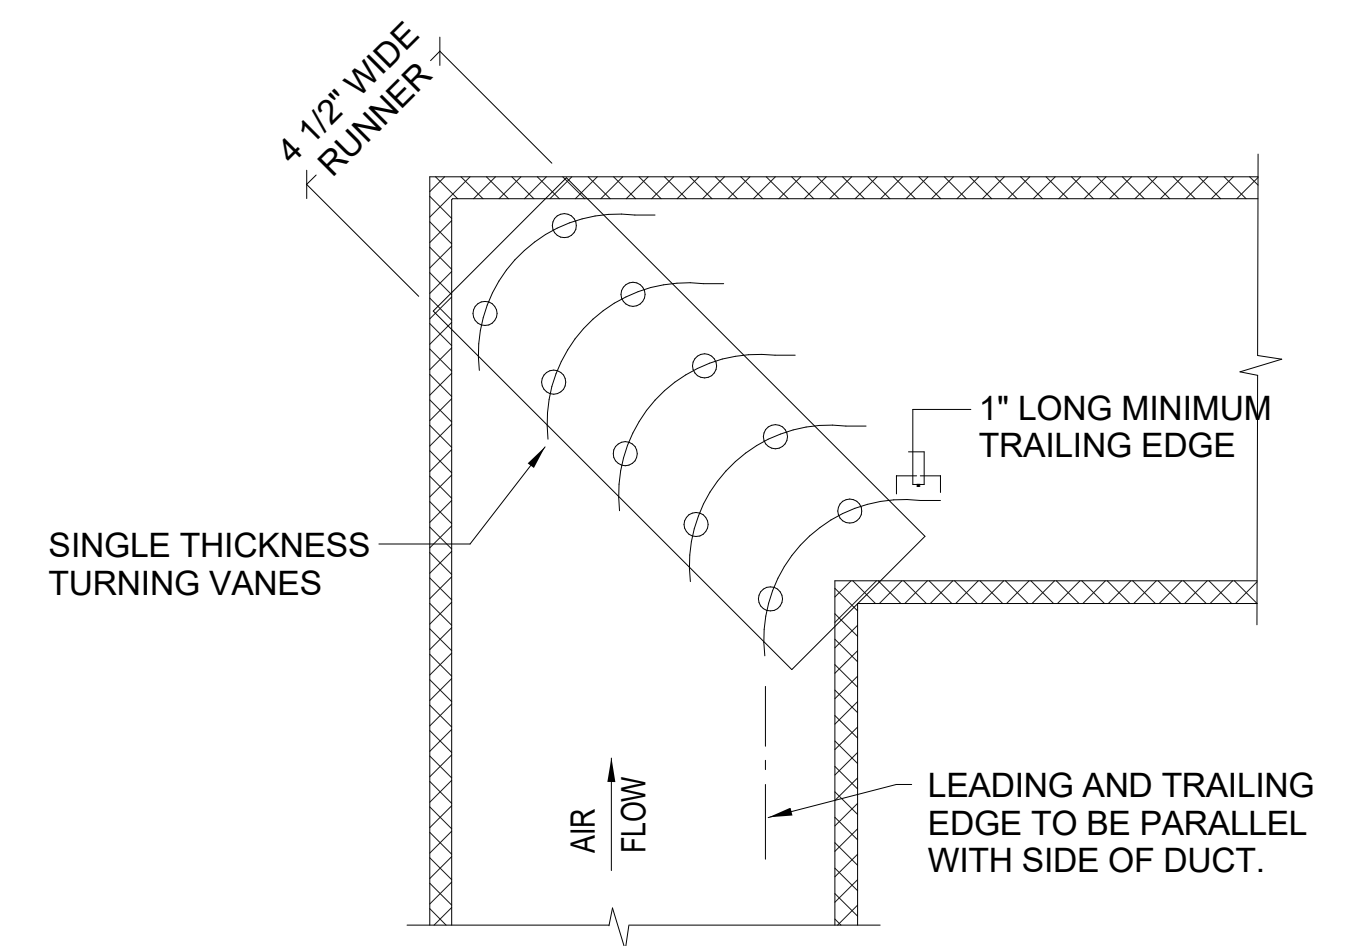 4 1/2" WIDE
RUNNER
1" LONG MINIMUM
TRAILING EDGE
SINGLE THICKNESS
TURNING VANES
AIR
FLOW
LEADING AND TRAILING
EDGE TO BE PARALLEL
WITH SIDE OF DUCT.